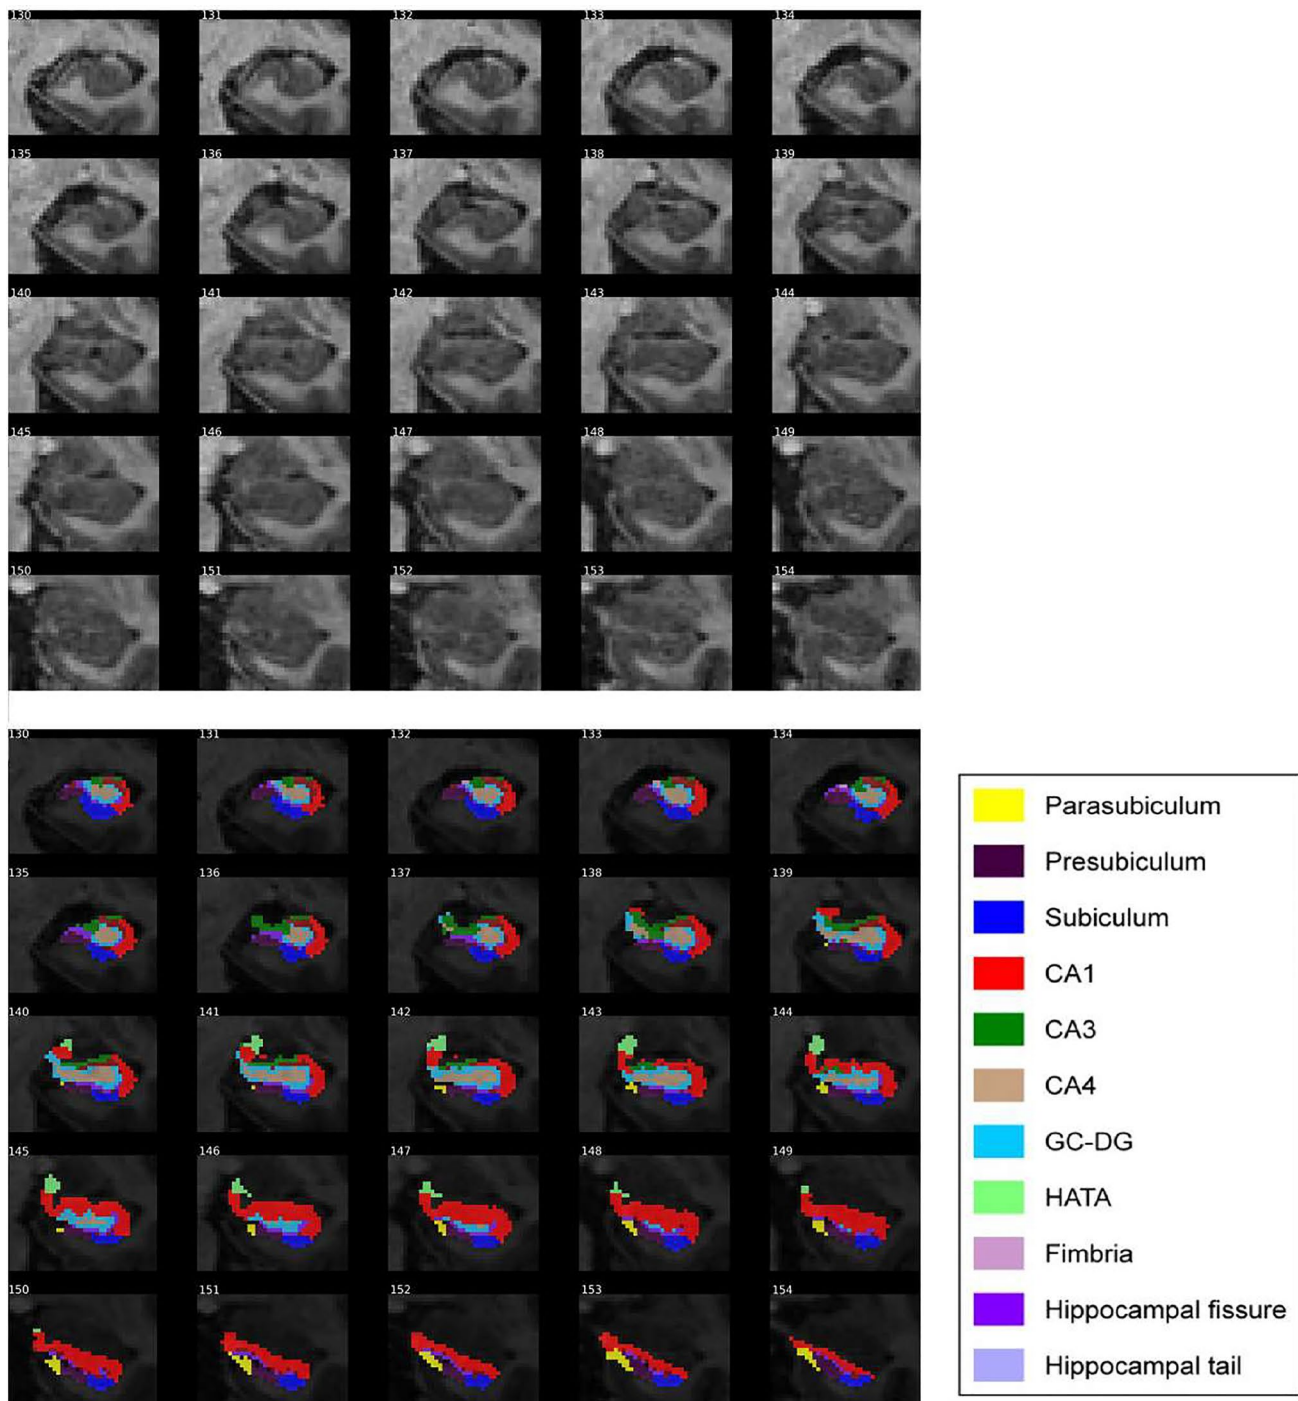 130 131 132 133 134
135 136 137 138 139
140 141 142 143 144
145 146 147 148 149
150 151 152 153 154
130 131 132 133 134
135 136 137 138 139
140 141 142 143 144
145 146 147 148 149
150 151 152 153 154
Parasubiculum
Presubiculum
Subiculum
CA1
CA3
CA4
GC-DG
HATA
Fimbria
Hippocampal fissure
Hippocampal tail